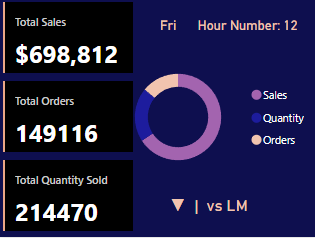 Total Sales
$698,812
Total Orders
149116
Total Quantity Sold
214470
Fri Hour Number: 12
Sales
Quantity
Orders
▼ | vs LM